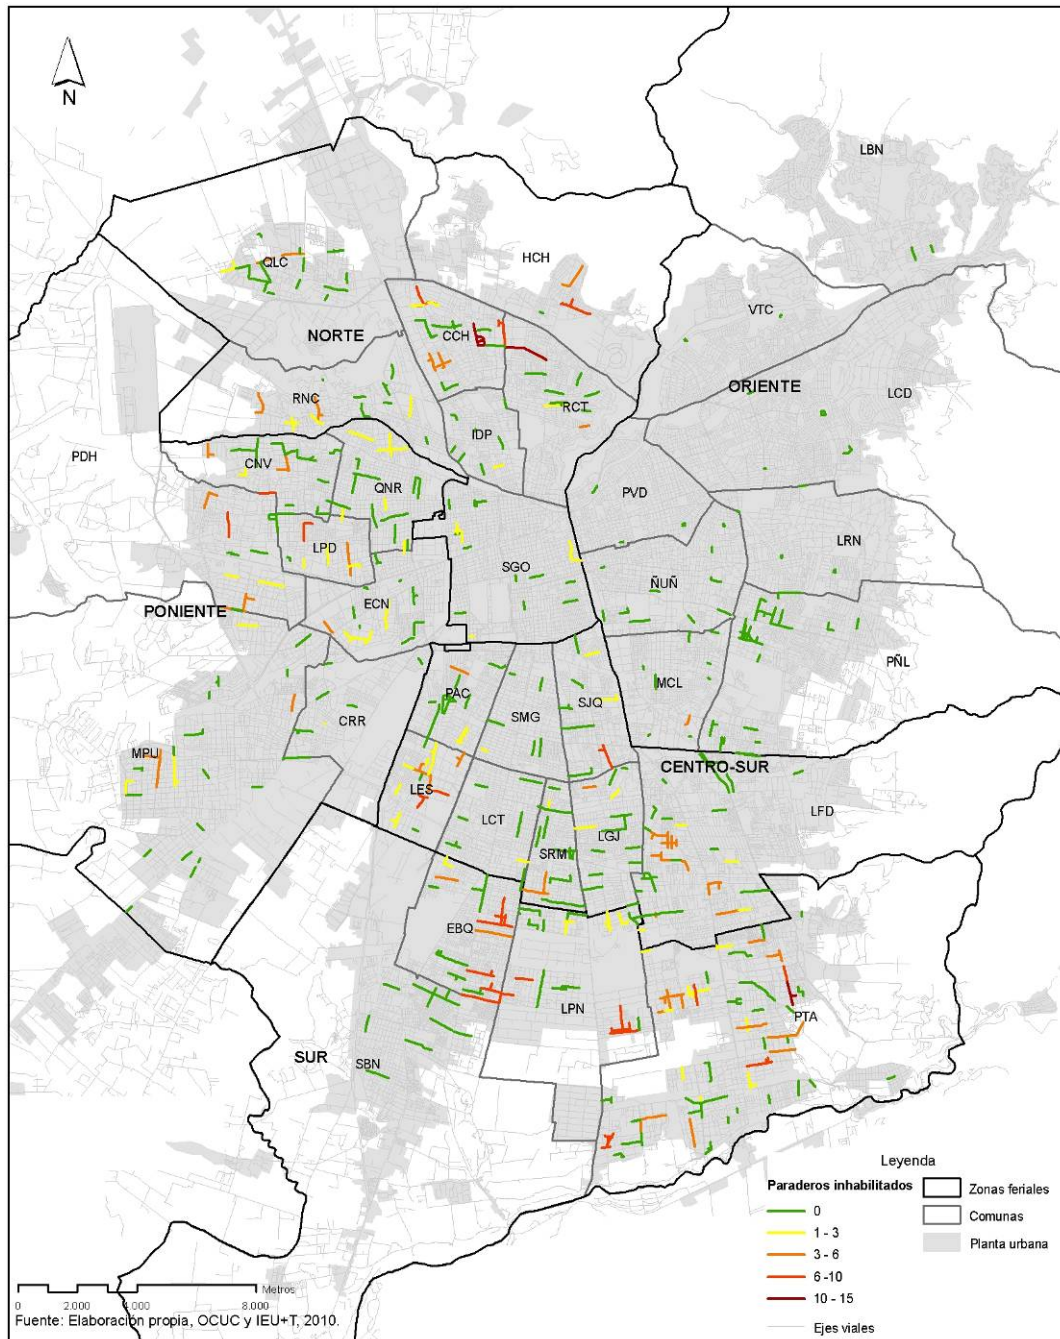 N
LBN
HCH
QLC
VTC
NORTE
CCH
ORIENTE
LCD
RNC
RCT
IDP
PDH
CNV
QNR
PVD
LPD
LRN
SGO
ÑUÑ
ECN
PONIENTE
PÑL
MCL
PAC
SJQ
SMG
CRR
MPU
CENTRO-SUR
LES
LFD
LCT
LGJ
SRM
EBQ
LPN
PTA
SUR
SBN
Leyenda
Paraderos inhabilitados
0
1 - 3
3 - 6
6 -10
10 - 15
Ejes viales
Zonas feriales
Comunas
Planta urbana
Metros
0 2.000 4.000 8.000
Fuente: Elaboración propia, OCUC y IEU+T, 2010.